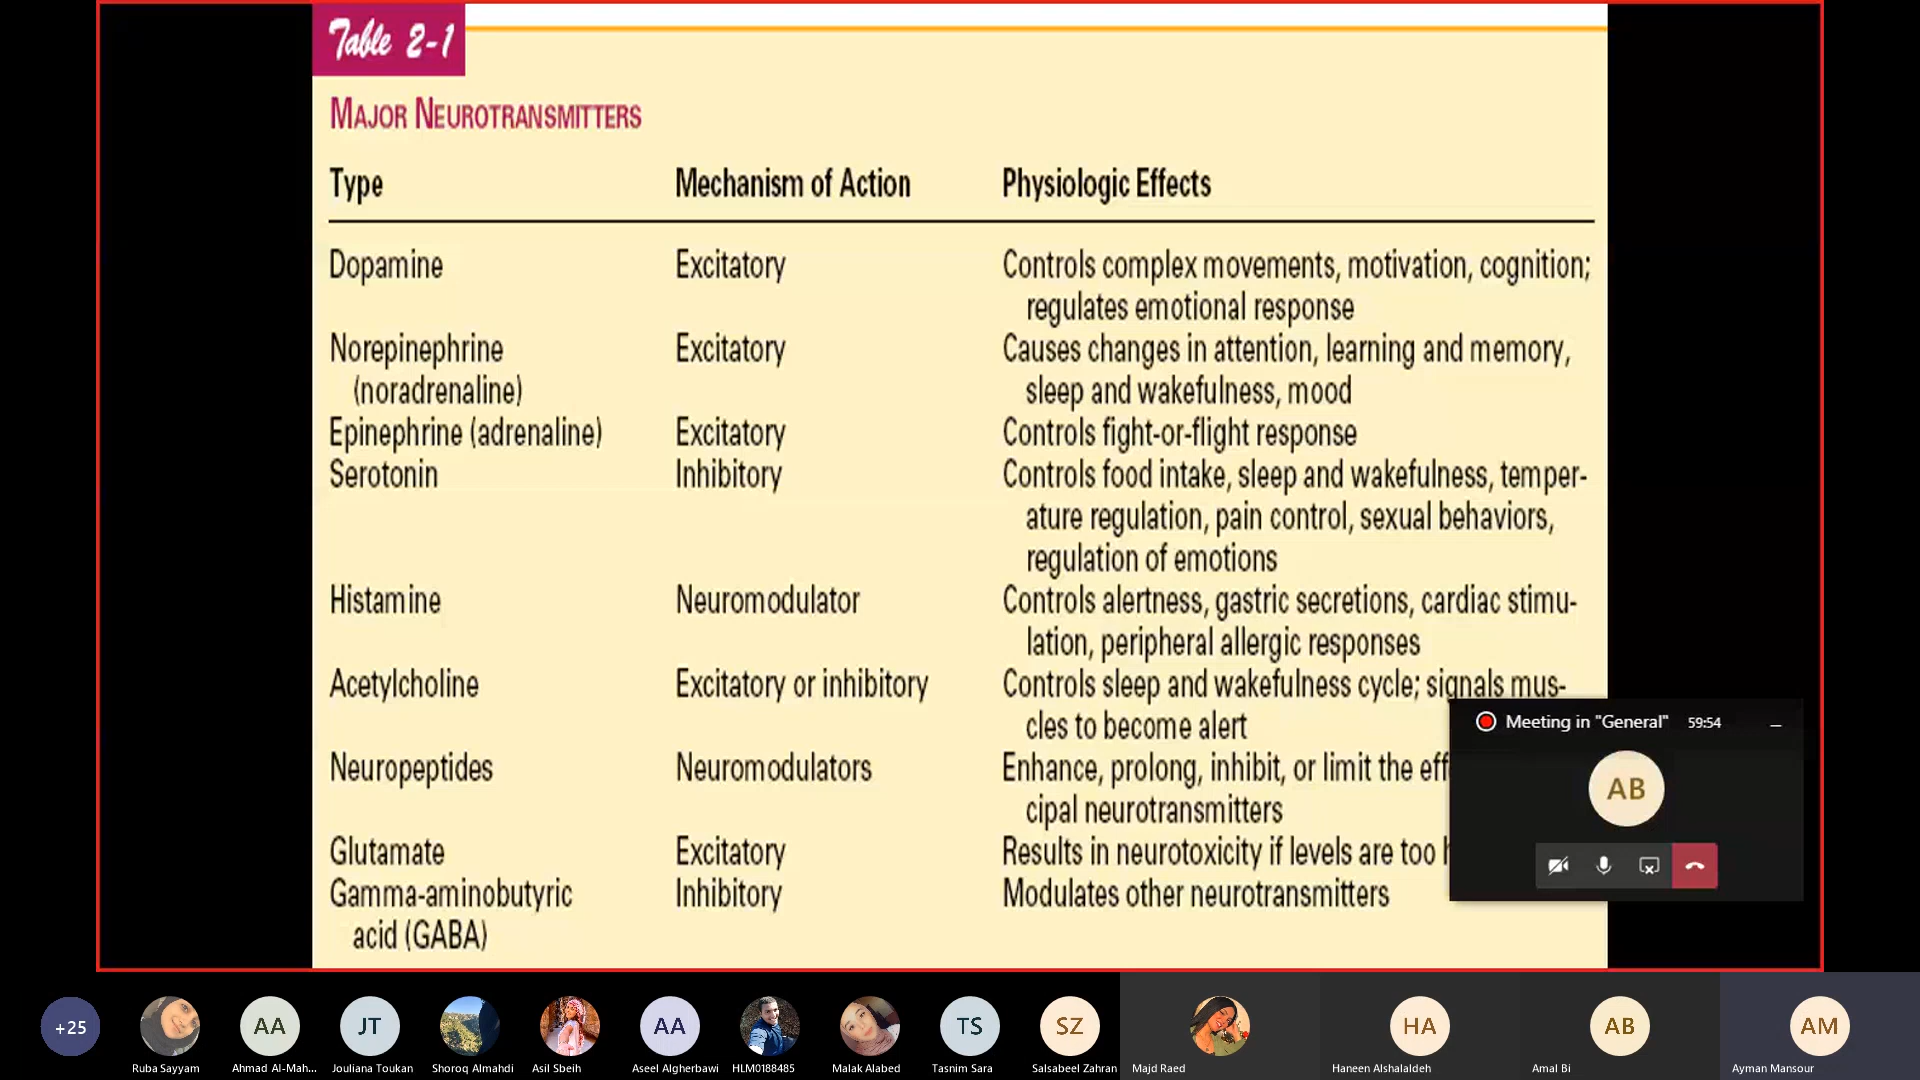 Table 2-1
MAJOR NEUROTRANSMITTERS
Type Mechanism of Action Physiologic Effects
Dopamine Excitatory Controls complex movements, motivation, cognition;
regulates emotional response
Norepinephrine Excitatory Causes changes in attention, learning and memory,
(noradrenaline) sleep and wakefulness, mood
Epinephrine (adrenaline) Excitatory Controls fight-or-flight response
Serotonin Inhibitory Controls food intake, sleep and wakefulness, temper-
ature regulation, pain control, sexual behaviors,
regulation of emotions
Histamine Neuromodulator Controls alertness, gastric secretions, cardiac stimu-
lation, peripheral allergic responses
Acetylcholine Excitatory or inhibitory Controls sleep and wakefulness cycle; signals mus-
cles to become alert
Neuropeptides Neuromodulators Enhance, prolong, inhibit, or limit the
cipal neurotransmitters
Glutamate Excitatory Results in neurotoxicity if levels are too
Gamma-aminobutyric Inhibitory Modulates other neurotransmitters
acid (GABA)
Meeting in "General" 59:54
AB
+25 AA JT AA TS SZ HA AB AM
Ruba Sayyam Ahmad Al-Mah... Jouliana Toukan Shoroq Almahdi Asil Sbeih Aseel Algherbawi HLM0188485 Malak Alabed Tasnim Sara Salsabeel Zahran Majd Raed Haneen Alshalaldeh Amal Bi Ayman Mansour